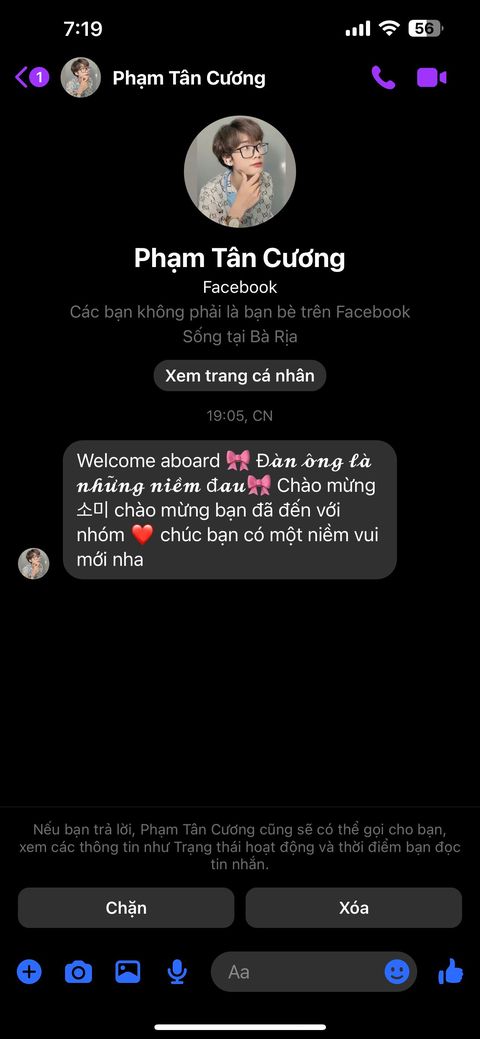 7:19
56
1
Phạm Tân Cương
Phạm Tân Cương
Facebook
Các bạn không phải là bạn bè trên Facebook
Sống tại Bà Rịa
Xem trang cá nhân
19:05, CN
Welcome aboard 🎀 Đ𝓪̀𝓷 𝓸̂𝓷𝓰 𝓵𝓪̀
𝓷𝓱𝓾̛̃𝓷𝓰 𝓷𝓲𝓮̂̀𝓶 đ𝓪𝓾🎀 Chào mừng
소미 chào mừng bạn đã đến với
nhóm ❤️ chúc bạn có một niềm vui
mới nha
Nếu bạn trả lời, Phạm Tân Cương cũng sẽ có thể gọi cho bạn,
xem các thông tin như Trạng thái hoạt động và thời điểm bạn đọc
tin nhắn.
Chặn
Xóa
Aa